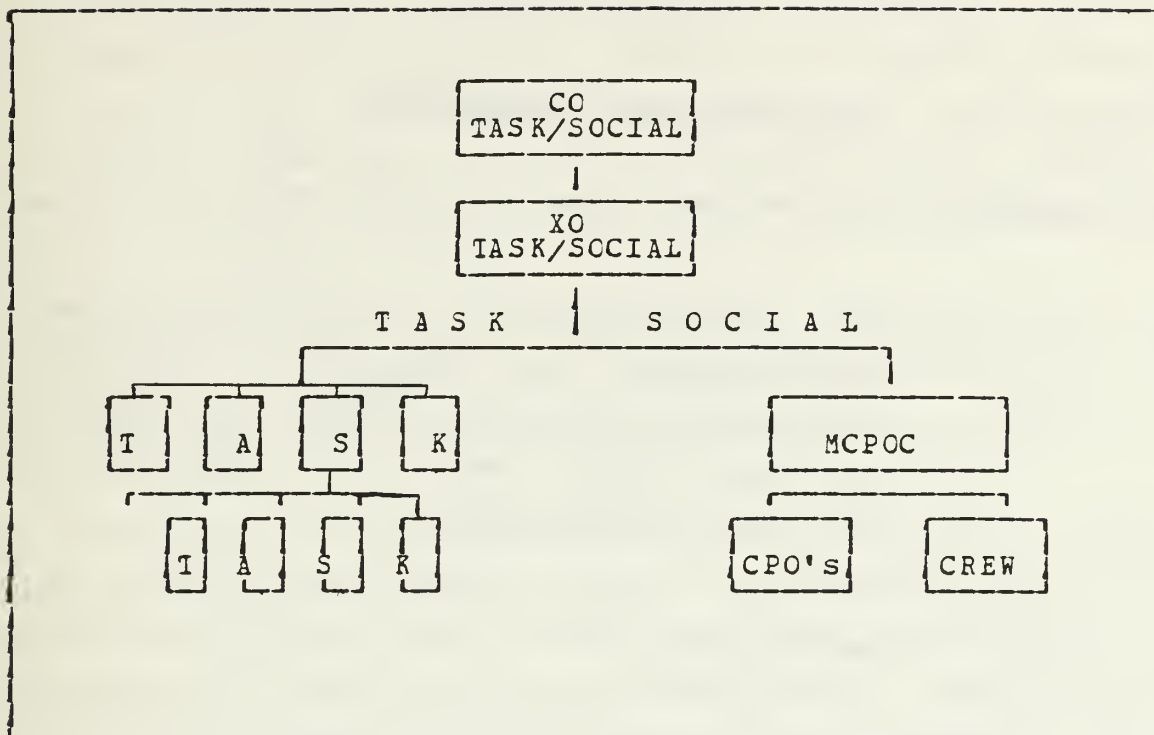 CO
TASK/SOCIAL
XO
TASK/SOCIAL
T A S K S O C I A L
T A S K MCPOC
T A S K CPO's CREW